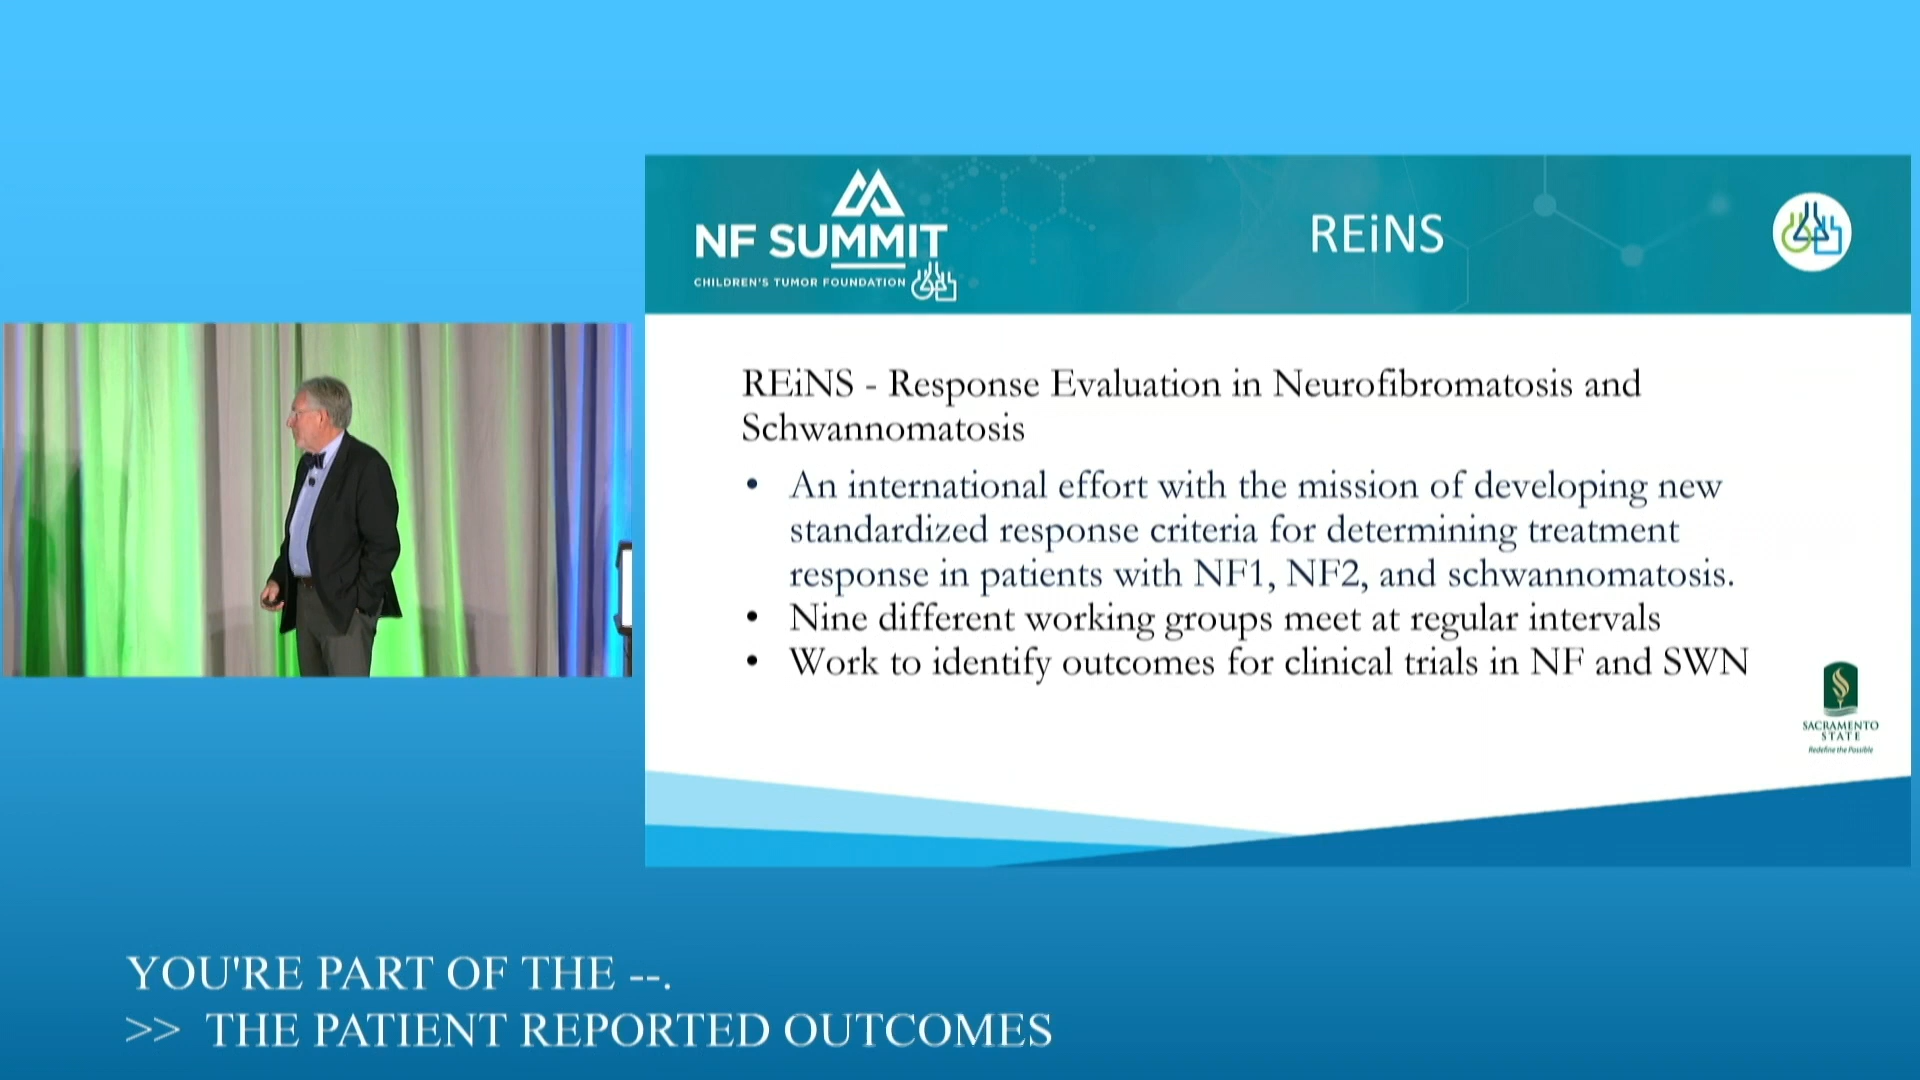 NF SUMMIT
CHILDREN'S TUMOR FOUNDATION
REiNS
REiNS - Response Evaluation in Neurofibromatosis and
Schwannomatosis
• An international effort with the mission of developing new
standardized response criteria for determining treatment
response in patients with NF1, NF2, and schwannomatosis.
• Nine different working groups meet at regular intervals
• Work to identify outcomes for clinical trials in NF and SWN
SACRAMENTO
STATE
Redefine the Possible
YOU'RE PART OF THE --.
>> THE PATIENT REPORTED OUTCOMES